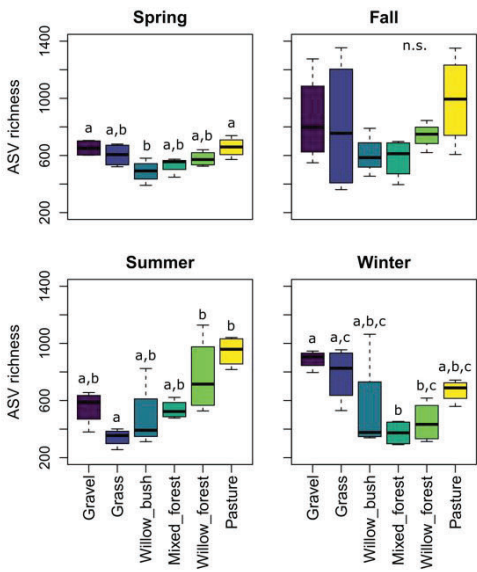 Spring
Fall
ASV richness
1400
1000
600
200
a
a,b
b
a,b
a,b
a
n.s.
Summer
Winter
ASV richness
1400
1000
600
200
a,b
a
a,b
a,b
b
b
a
a,c
a,b,c
b
b,c
a,b,c
Gravel
Grass
Willow_bush
Mixed_forest
Willow_forest
Pasture
Gravel
Grass
Willow_bush
Mixed_forest
Willow_forest
Pasture